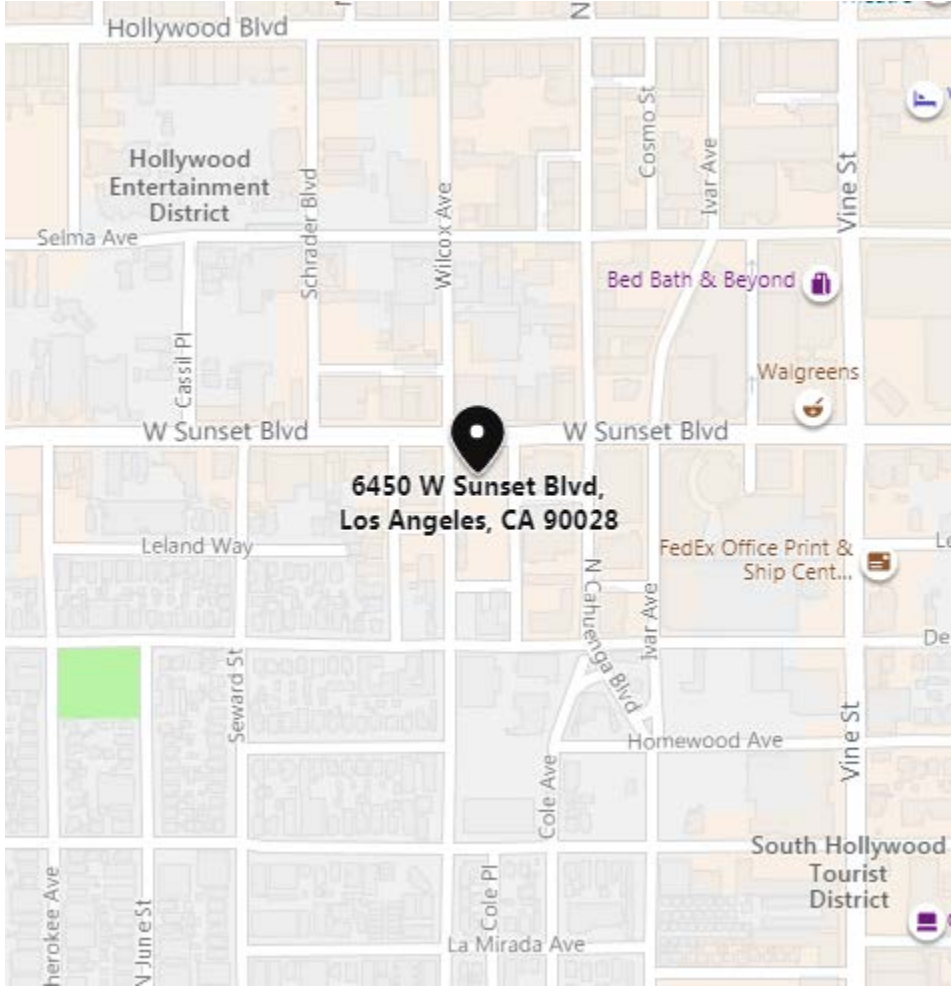 Hollywood Blvd
Hollywood
Entertainment
District
Schrader Blvd
Wilcox Ave
Cosmo St
Ivar Ave
Vine St
Selma Ave
Bed Bath & Beyond
Cassil Pl
Walgreens
W Sunset Blvd
W Sunset Blvd
6450 W Sunset Blvd,
Los Angeles, CA 90028
Leland Way
FedEx Office Print &
Ship Cent...
N Cahuenga Blvd
Ivar Ave
Seward St
Vine St
Homewood Ave
Cole Ave
South Hollywood
Tourist
District
Cole Pl
herokee Ave
N June St
La Mirada Ave